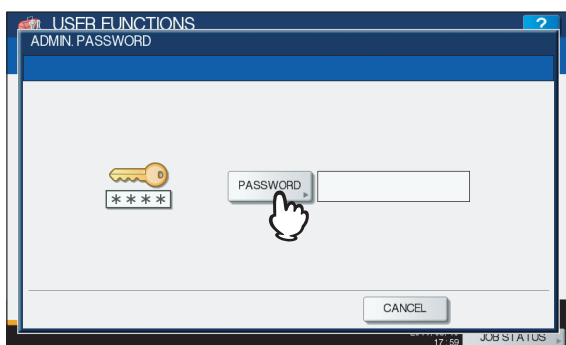 USER FUNCTIONS
?
ADMIN. PASSWORD
PASSWORD
****
CANCEL
JOB STATUS
17:59